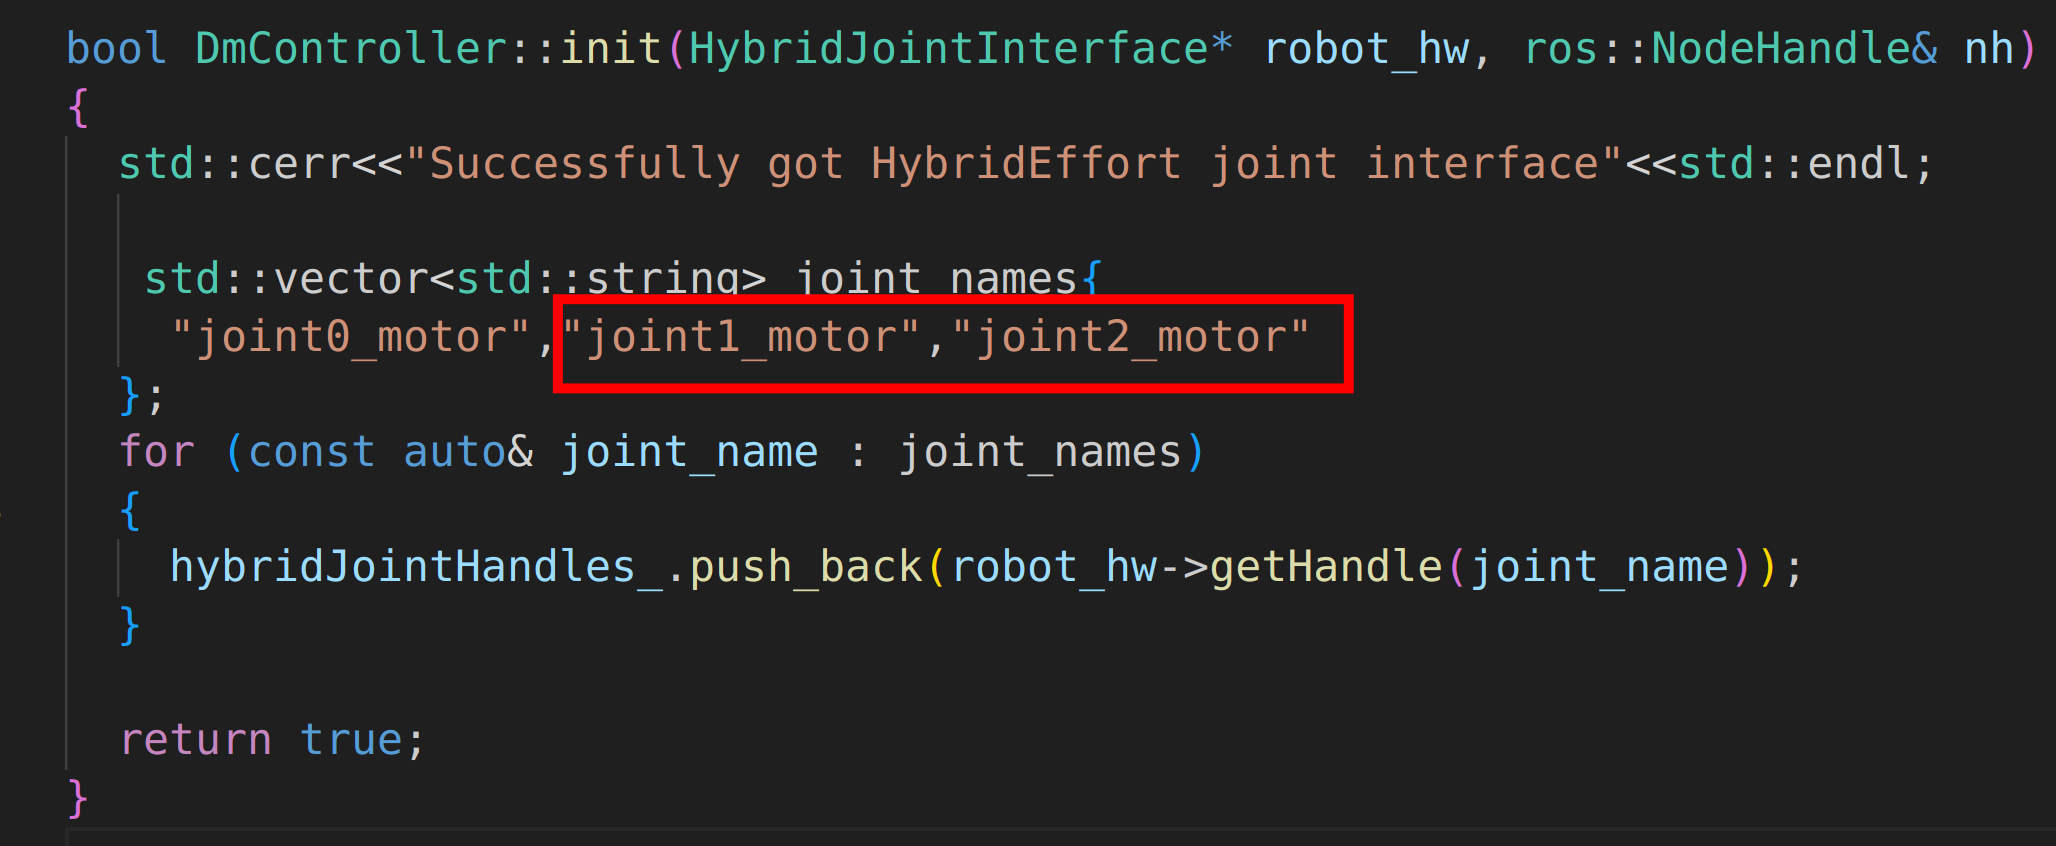 bool DmController::init(HybridJointInterface* robot_hw, ros::NodeHandle& nh)
{
std::cerr<<"Successfully got HybridEffort joint interface"<<std::endl;
std::vector<std::string> joint_names{
"joint0_motor","joint1_motor","joint2_motor"
};
for (const auto& joint_name : joint_names)
{
hybridJointHandles_.push_back(robot_hw->getHandle(joint_name));
}
return true;
}